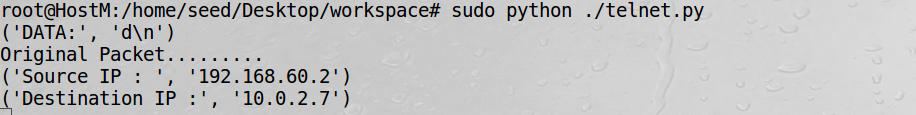 root@HostM:/home/seed/Desktop/workspace# sudo python ./telnet.py
('DATA:', 'd\n')
Original Packet.........
('Source IP : ', '192.168.60.2')
('Destination IP :', '10.0.2.7')